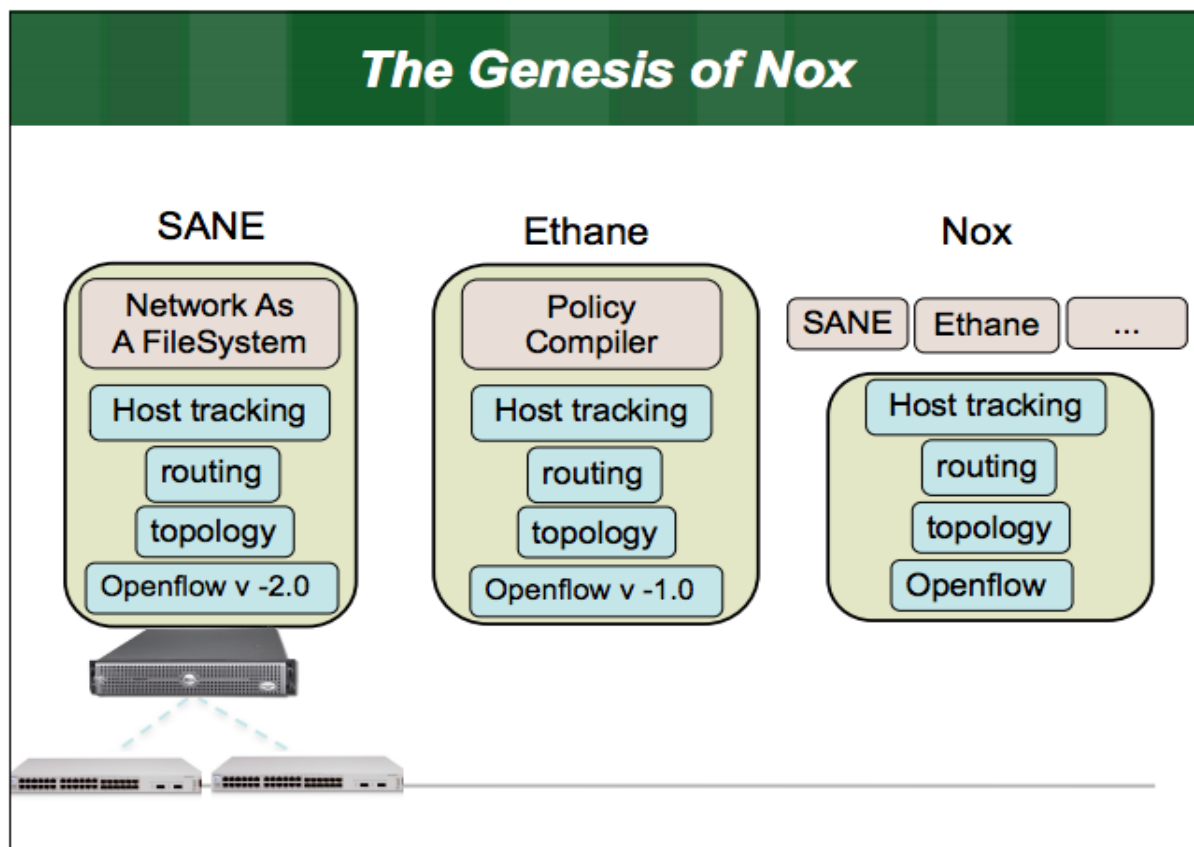 The Genesis of Nox
SANE
Network As
A FileSystem
Host tracking
routing
topology
Openflow v -2.0
Ethane
Policy
Compiler
Host tracking
routing
topology
Openflow v -1.0
Nox
SANE
Ethane
...
Host tracking
routing
topology
Openflow